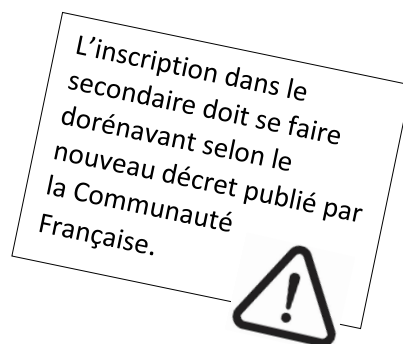 L’inscription dans le
secondaire doit se faire
dorénavant selon le
nouveau décret publié par
la Communauté
Française.